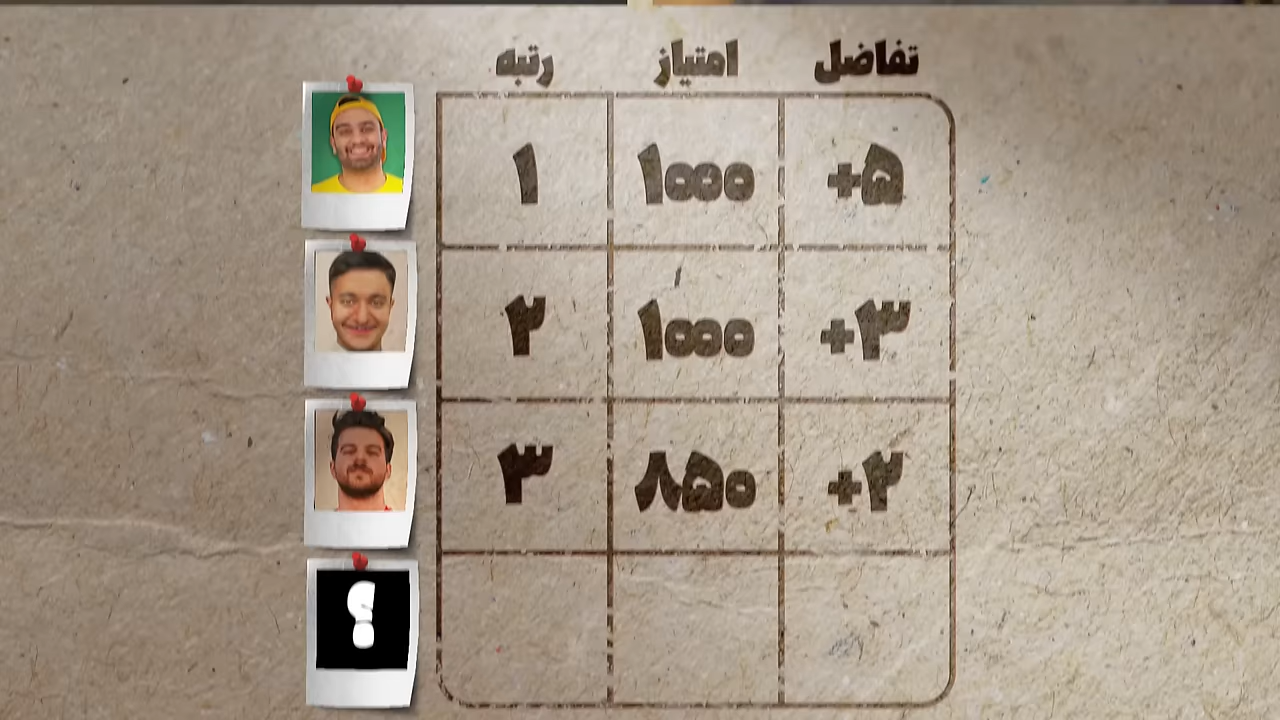 تفاضل امتیاز رتبه
+۵ ۱۰۰۰ ۱
+۳ ۱۰۰۰ ۲
+۲ ۸۵۰ ۳
؟